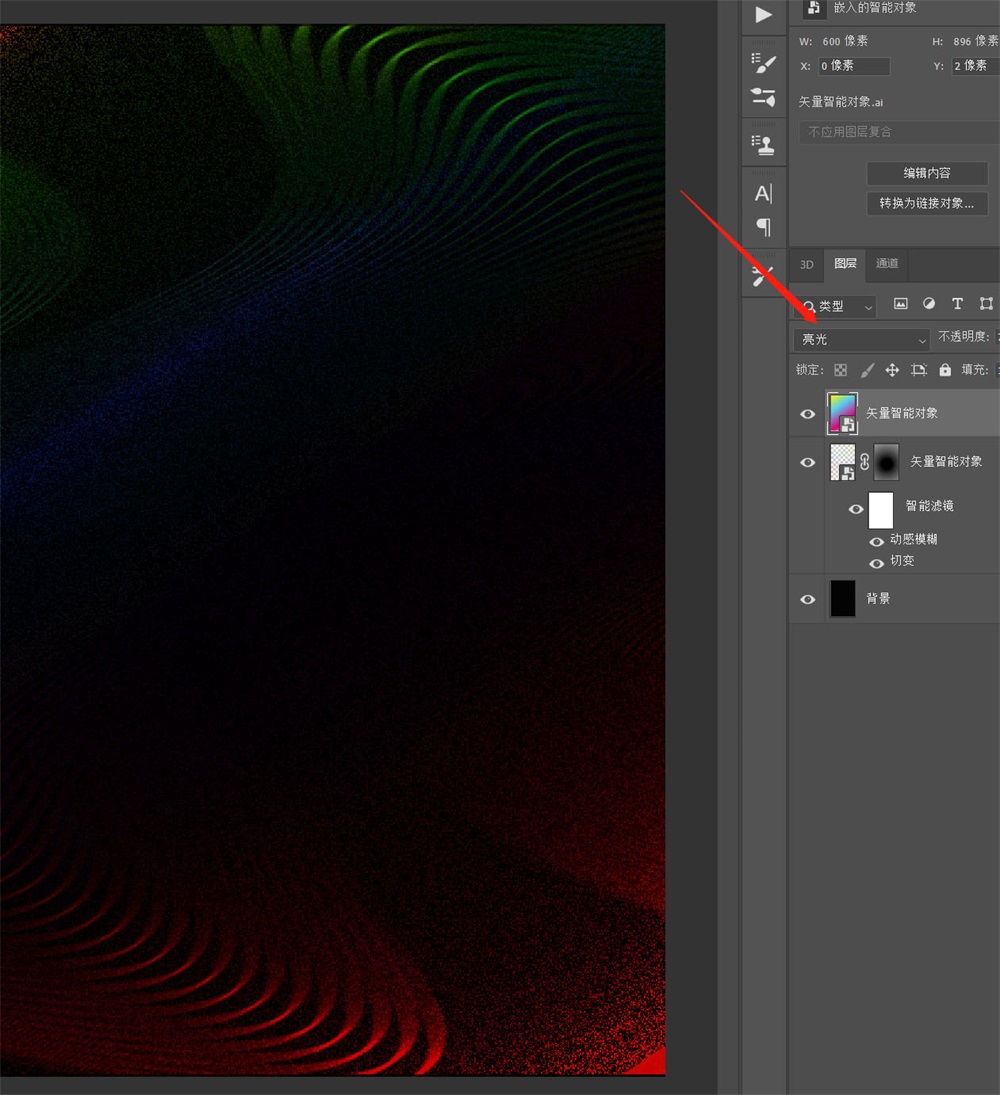 嵌入的智能对象
W: 600 像素 H: 896 像素
X: 0 像素 Y: 2 像素
矢量智能对象.ai
不应用图层复合
编辑内容
转换为链接对象...
3D 图层 通道
类型
亮光 不透明度:
锁定: 填充:
矢量智能对象
矢量智能对象
智能滤镜
动感模糊
切变
背景